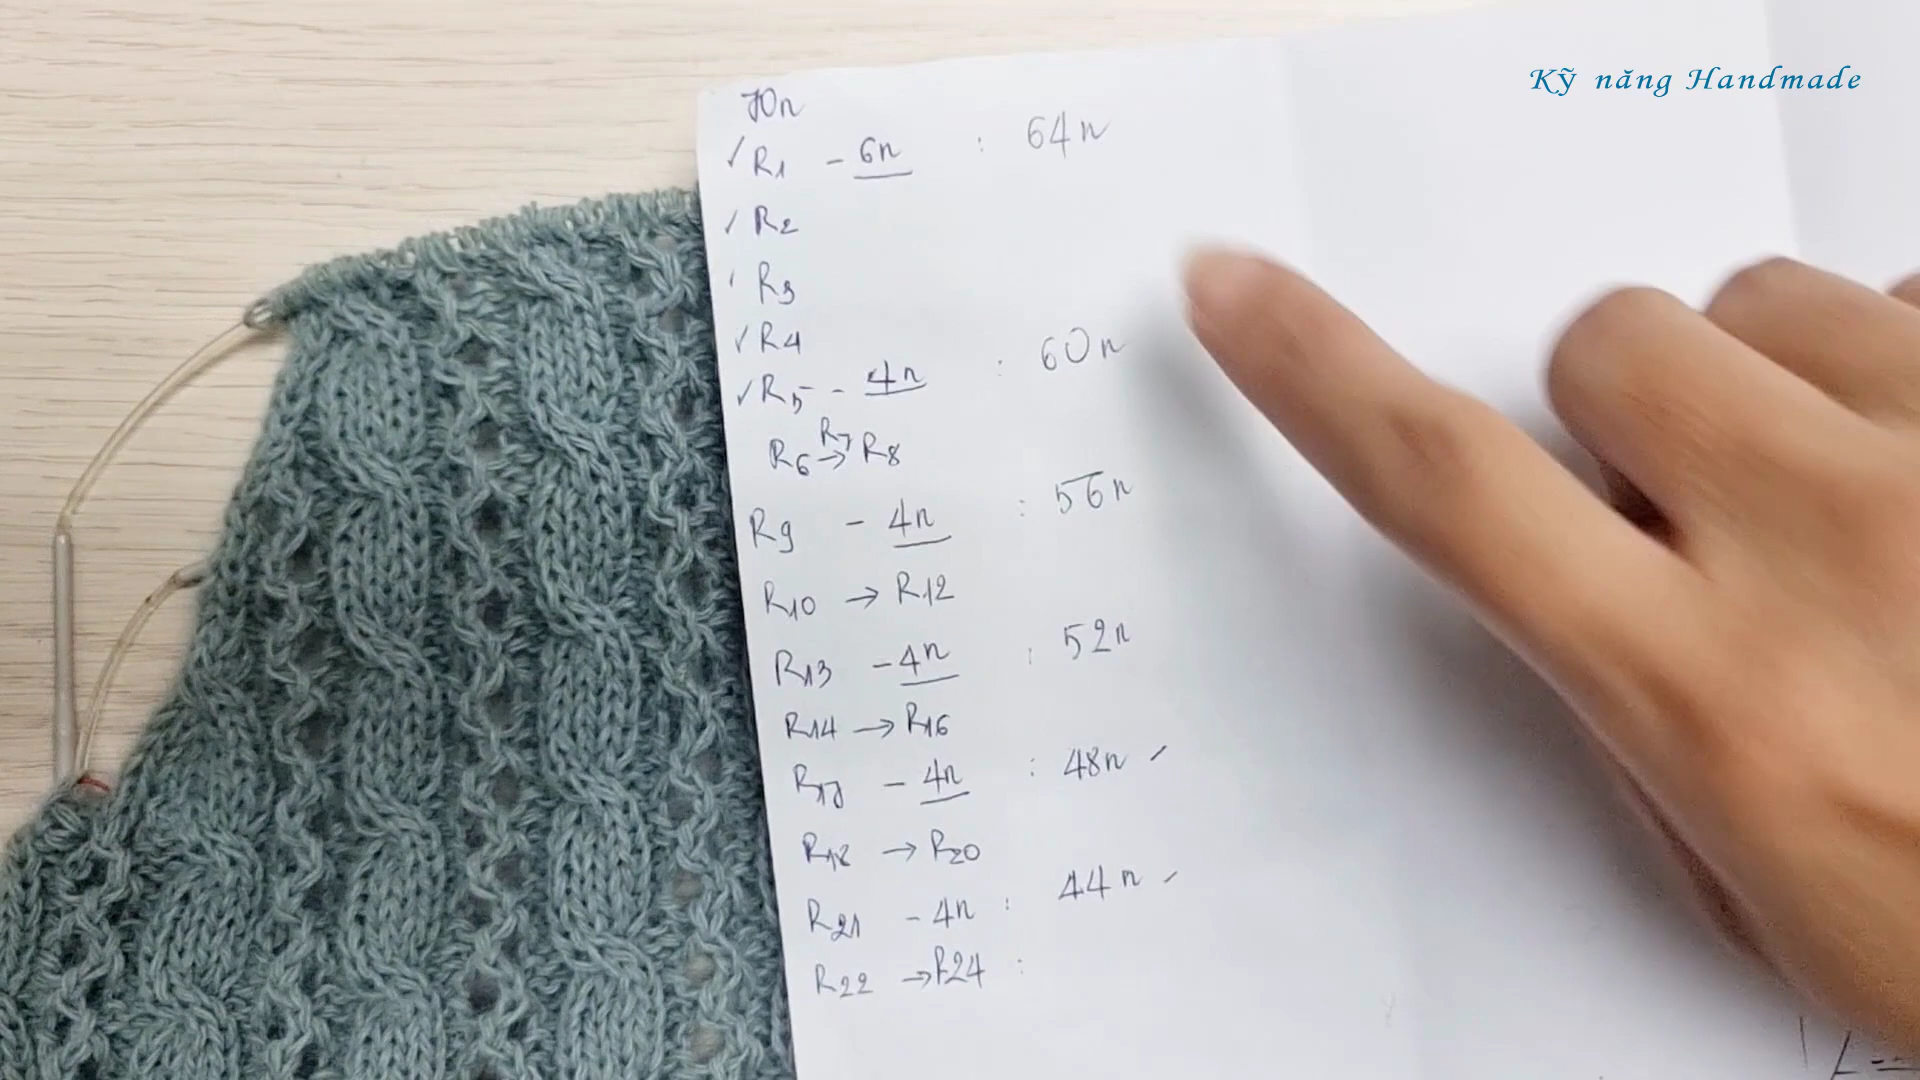 Kỹ năng Handmade
70n
✓ R1 - 6n : 64n
✓ R2
' R3
✓ R4
✓ R5 - 4n : 60n
R6 → R7 R8
R9 - 4n : 56n
R10 → R12
R13 - 4n : 52n
R14 → R16
R17 - 4n : 48n ✓
R18 → R20
R21 - 4n : 44n ✓
R22 → R24 :